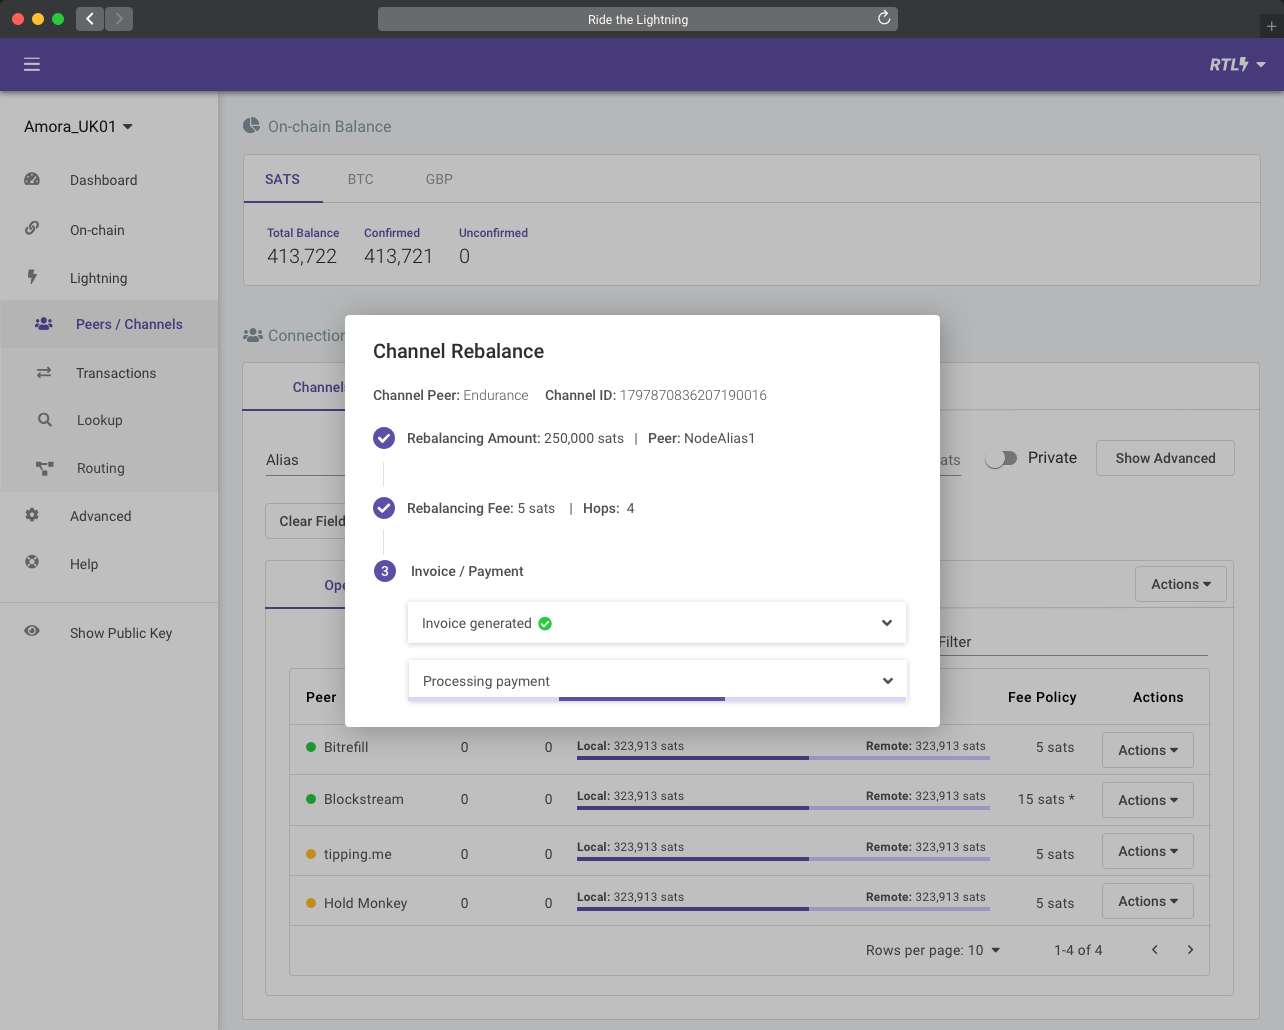 Ride the Lightning
RTL
Amora_UK01
Dashboard
On-chain
Lightning
Peers / Channels
Transactions
Lookup
Routing
Advanced
Help
Show Public Key
On-chain Balance
SATS BTC GBP
Total Balance Confirmed Unconfirmed
413,722 413,721 0
Connection
Channels
Alias
ats
Private
Show Advanced
Clear Field
Ope
Actions
Filter
Channel Rebalance
Channel Peer: Endurance Channel ID: 1797870836207190016
Rebalancing Amount: 250,000 sats | Peer: NodeAlias1
Rebalancing Fee: 5 sats | Hops: 4
3 Invoice / Payment
Invoice generated
Processing payment
Peer Fee Policy Actions
Bitrefill 0 0 Local: 323,913 sats Remote: 323,913 sats 5 sats Actions
Blockstream 0 0 Local: 323,913 sats Remote: 323,913 sats 15 sats * Actions
tipping.me 0 0 Local: 323,913 sats Remote: 323,913 sats 5 sats Actions
Hold Monkey 0 0 Local: 323,913 sats Remote: 323,913 sats 5 sats Actions
Rows per page: 10 1-4 of 4